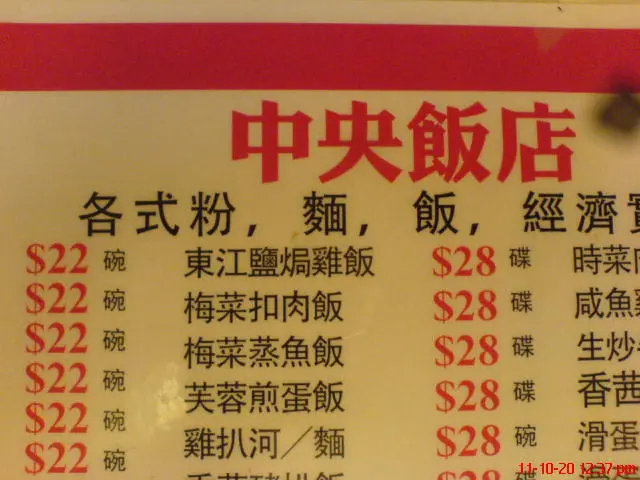 中央飯店
各式粉, 麵, 飯, 經濟
$22 碗 東江鹽焗雞飯 $28 碟 時菜
$22 碗 梅菜扣肉飯 $28 碟 咸魚
$22 碗 梅菜蒸魚飯 $28 碟 生炒
$22 碗 芙蓉煎蛋飯 $28 碟 香茜
$22 碗 雞扒河／麵 $28 碗 滑蛋
$22 碗
11-10-20 12:37 pm